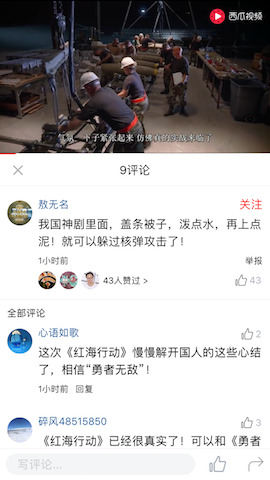 西瓜视频
气氛一下子紧张起来 仿佛真的实战来临了
9评论
敖无名
关注
我国神剧里面，盖条被子，泼点水，再上点
泥！就可以躲过核弹攻击了！
1小时前
举报
43人赞过 >
43
全部评论
心语如歌
2
这次《红海行动》慢慢解开国人的这些心结
了，相信“勇者无敌”！
1小时前 回复
碎风48515850
3
《红海行动》已经很真实了！可以和《勇者
写评论...